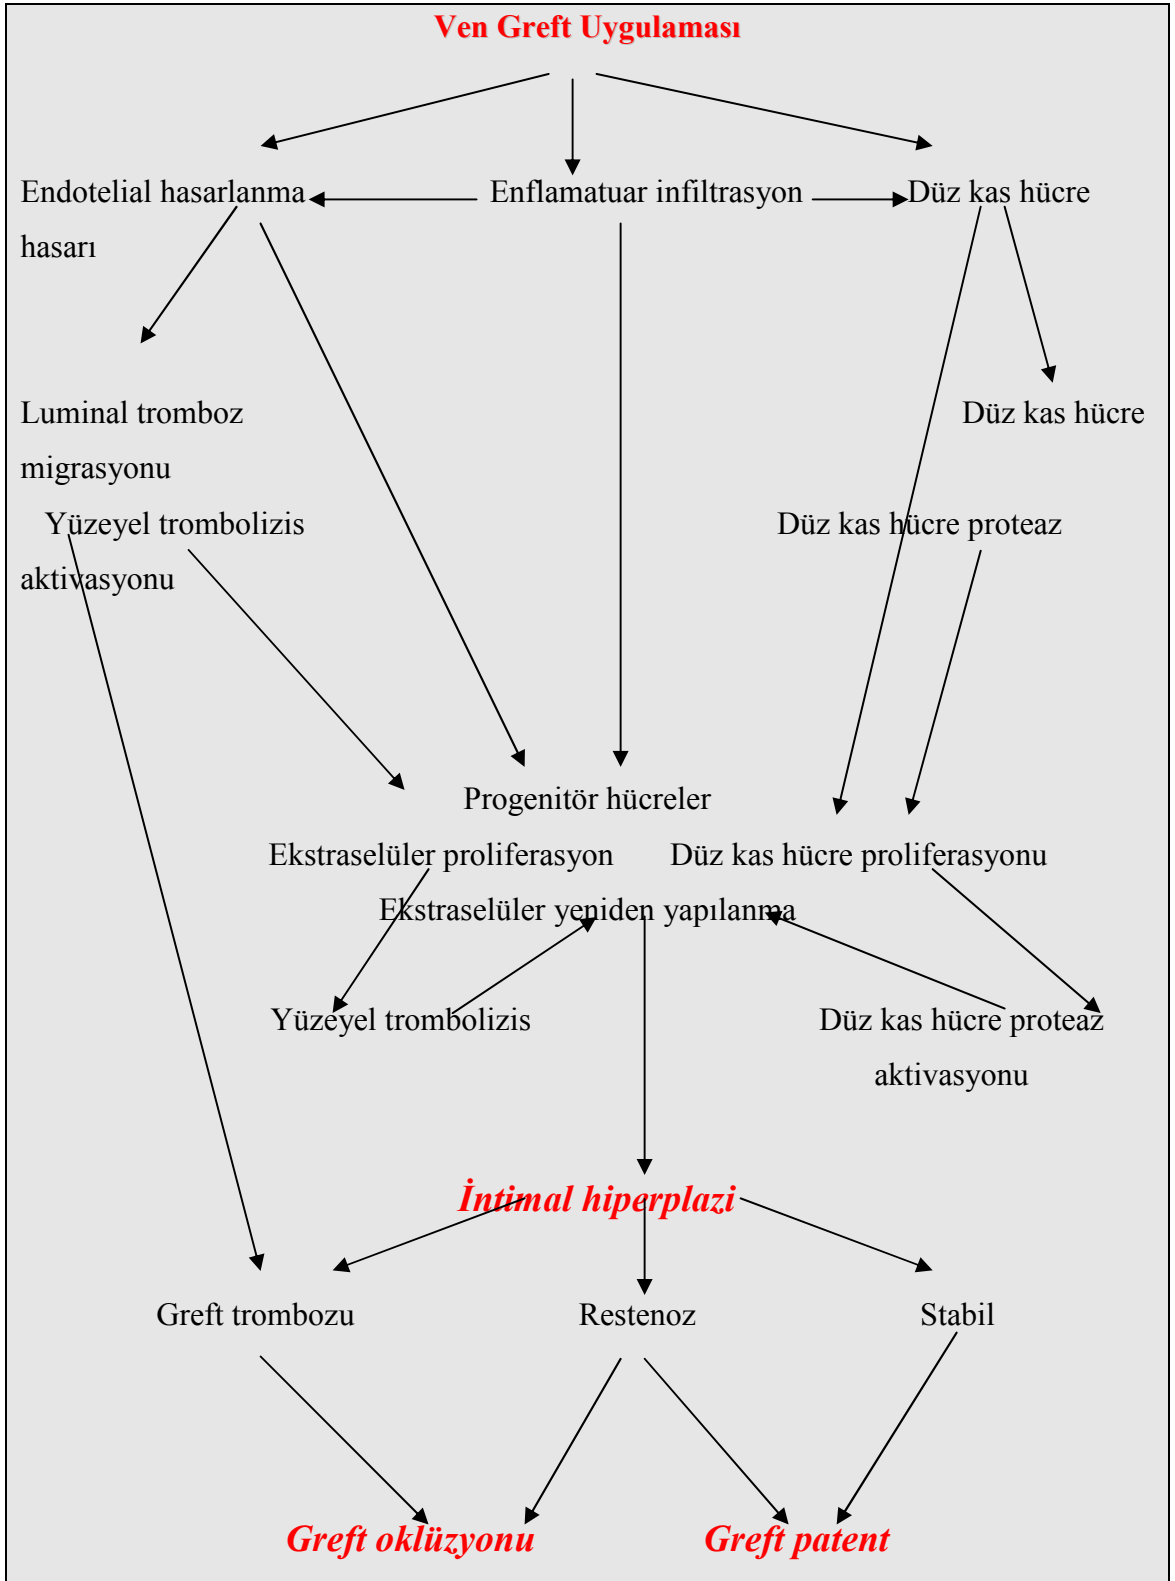 Ven Greft Uygulaması
Endotelial hasarlanma Enflamatuar infiltrasyon Düz kas hücre
hasarı
Luminal tromboz Düz kas hücre
migrasyonu
Yüzeyel trombolizis Düz kas hücre proteaz
aktivasyonu
Progenitör hücreler
Ekstraselüler proliferasyon Düz kas hücre proliferasyonu
Ekstraselüler yeniden yapılanma
Yüzeyel trombolizis Düz kas hücre proteaz
aktivasyonu
İntimal hiperplazi
Greft trombozu Restenoz Stabil
Greft oklüzyonu Greft patent